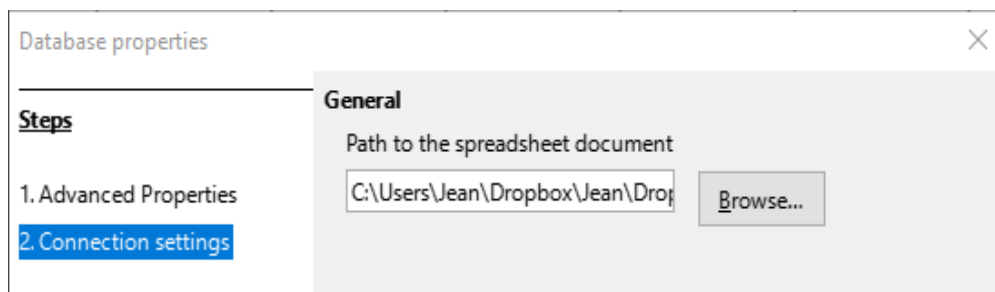 Database properties
Steps
1. Advanced Properties
2. Connection settings
General
Path to the spreadsheet document
C:\Users\Jean\Dropbox\Jean\Drop
Browse...